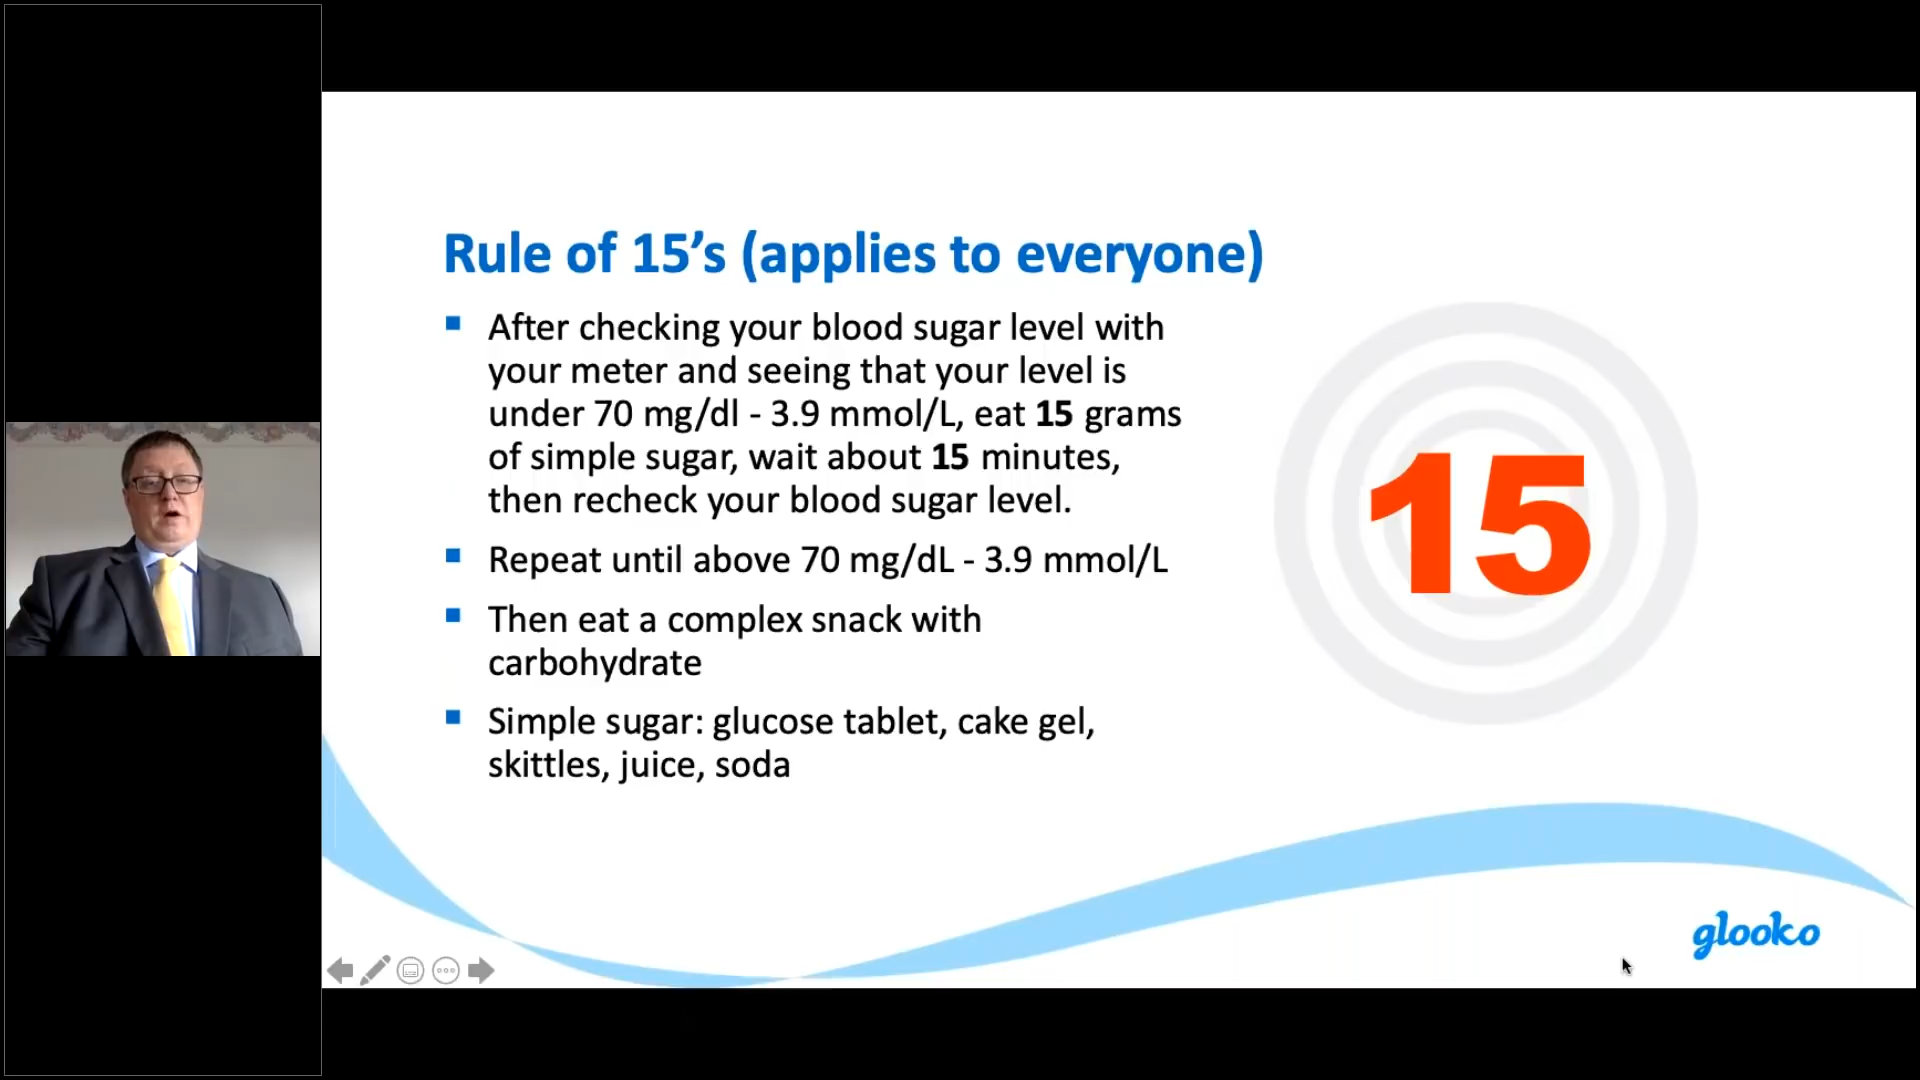 Rule of 15’s (applies to everyone)
After checking your blood sugar level with
your meter and seeing that your level is
under 70 mg/dl - 3.9 mmol/L, eat 15 grams
of simple sugar, wait about 15 minutes,
then recheck your blood sugar level.
Repeat until above 70 mg/dL - 3.9 mmol/L
Then eat a complex snack with
carbohydrate
Simple sugar: glucose tablet, cake gel,
skittles, juice, soda
15
glooko